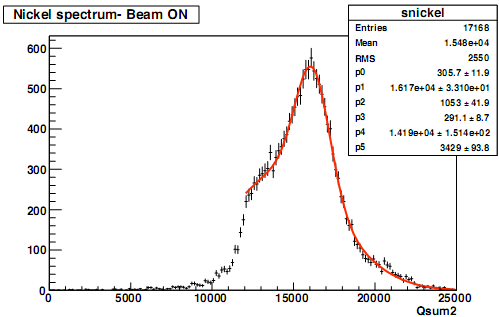 Nickel spectrum- Beam ON
snickel
Entries 17168
Mean 1.548e+04
RMS 2550
p0 305.7 ± 11.9
p1 1.617e+04 ± 3.310e+01
p2 1053 ± 41.9
p3 291.1 ± 8.7
p4 1.419e+04 ± 1.514e+02
p5 3429 ± 93.8
600
500
400
300
200
100
0
0 5000 10000 15000 20000 25000
Qsum2